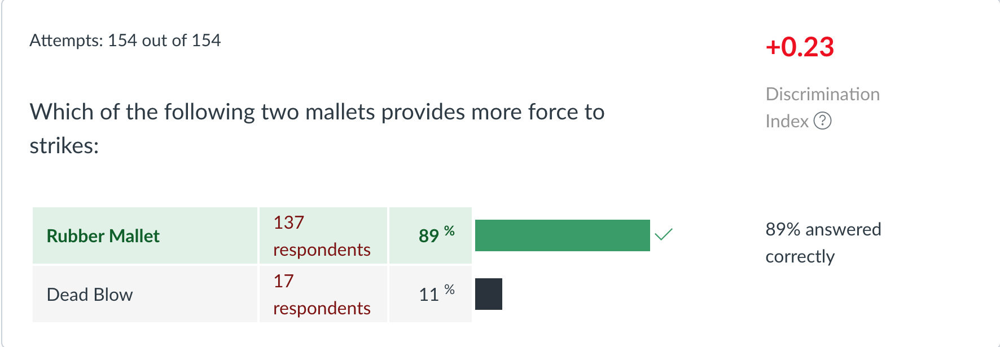 Attempts: 154 out of 154
+0.23
Discrimination
Index ?
Which of the following two mallets provides more force to
strikes:
Rubber Mallet
137
respondents
89 %
89% answered
correctly
Dead Blow
17
respondents
11 %